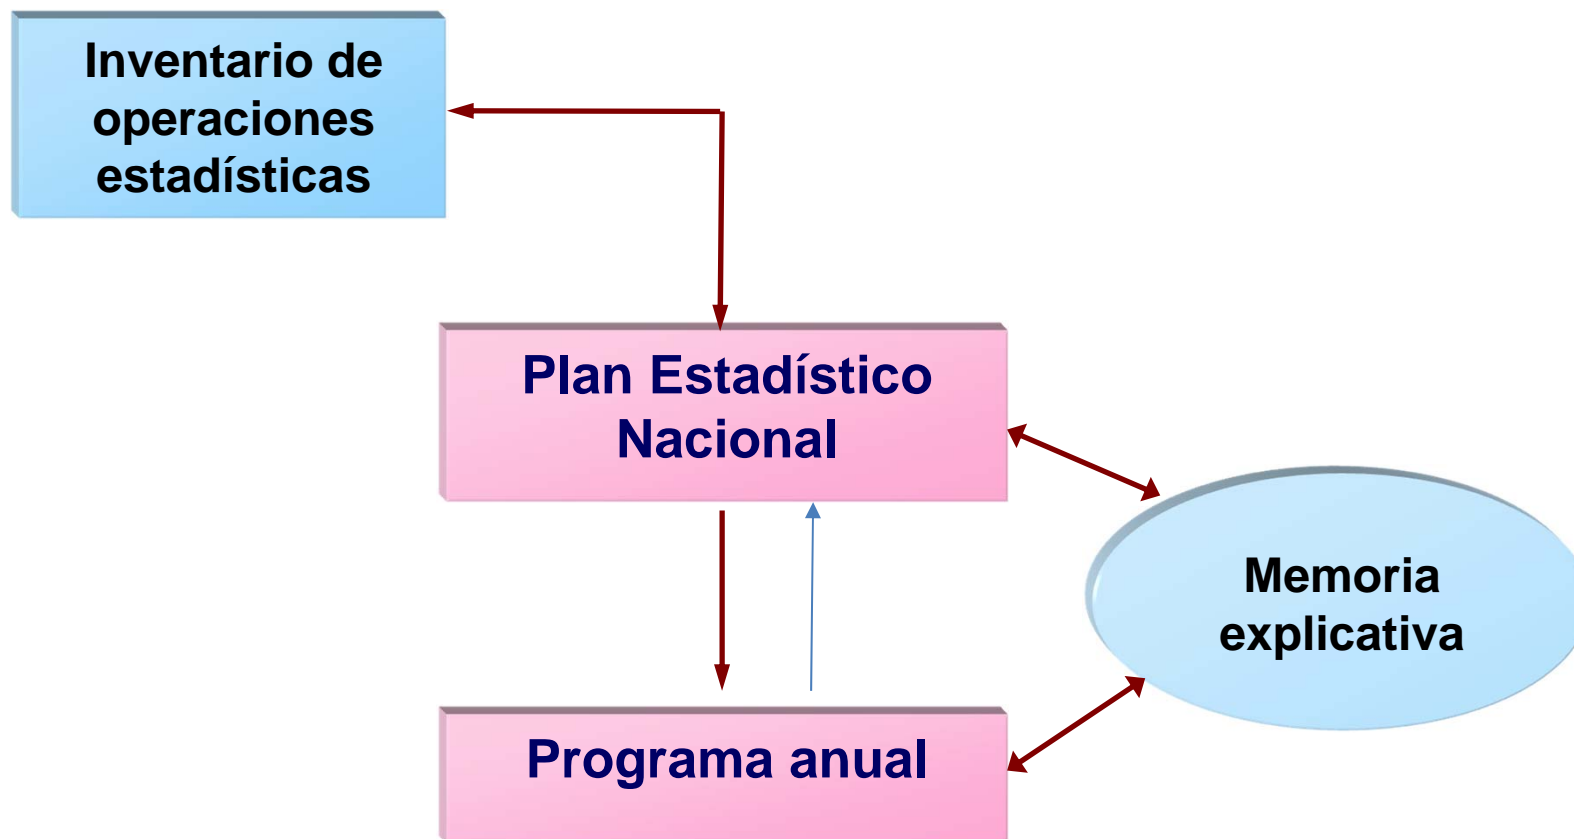 Inventario de
operaciones
estadísticas
Plan Estadístico
Nacional
Memoria
explicativa
Programa anual